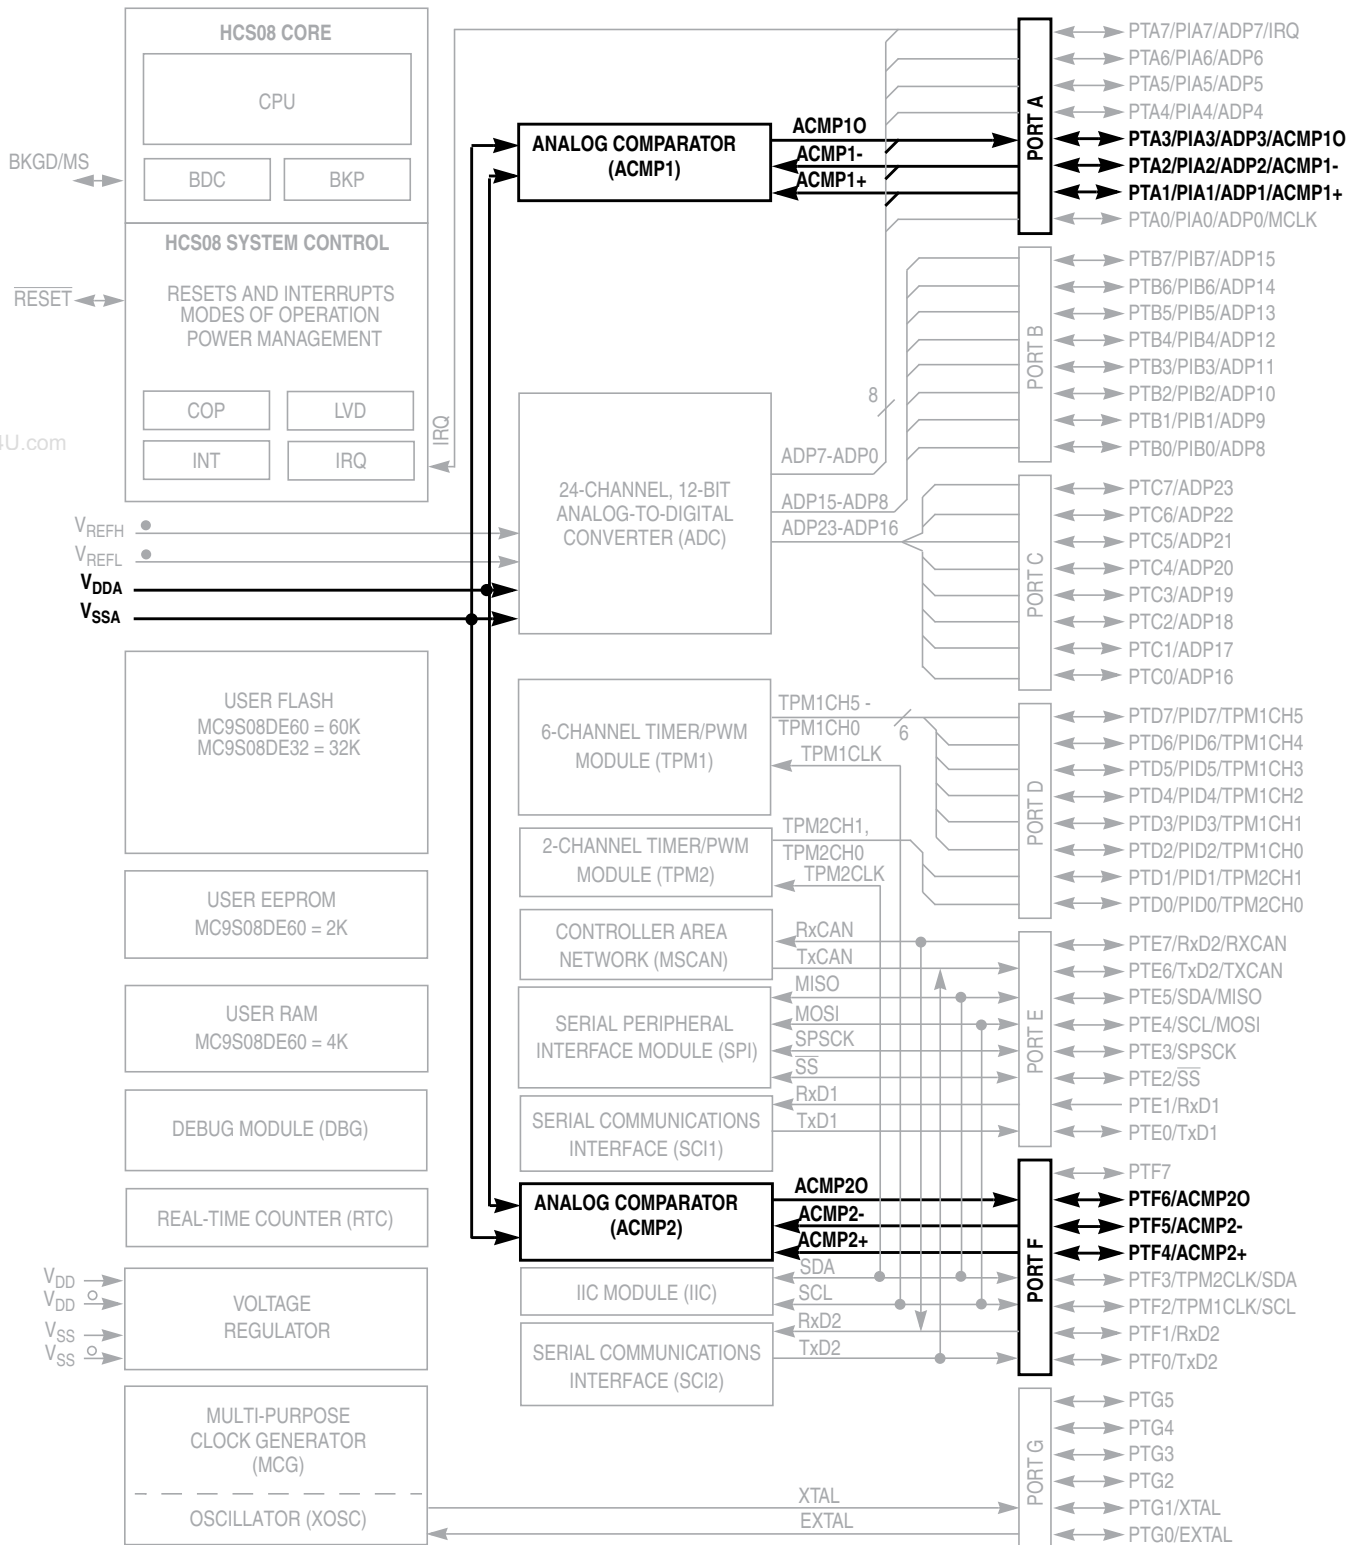 HCS08 CORE
CPU
BDC
BKP
BKGD/MS
HCS08 SYSTEM CONTROL
RESETS AND INTERRUPTS
MODES OF OPERATION
POWER MANAGEMENT
RESET
COP
LVD
INT
IRQ
IRQ
4U.com
VREFH
VREFL
VDDA
VSSA
USER FLASH
MC9S08DE60 = 60K
MC9S08DE32 = 32K
USER EEPROM
MC9S08DE60 = 2K
USER RAM
MC9S08DE60 = 4K
DEBUG MODULE (DBG)
REAL-TIME COUNTER (RTC)
VDD
VDD
VSS
VSS
VOLTAGE
REGULATOR
MULTI-PURPOSE
CLOCK GENERATOR
(MCG)
OSCILLATOR (XOSC)
ANALOG COMPARATOR
(ACMP1)
ACMP1O
ACMP1-
ACMP1+
24-CHANNEL, 12-BIT
ANALOG-TO-DIGITAL
CONVERTER (ADC)
8
ADP7-ADP0
ADP15-ADP8
ADP23-ADP16
6-CHANNEL TIMER/PWM
MODULE (TPM1)
TPM1CH5 -
TPM1CH0
6
TPM1CLK
2-CHANNEL TIMER/PWM
MODULE (TPM2)
TPM2CH1,
TPM2CH0
TPM2CLK
CONTROLLER AREA
NETWORK (MSCAN)
RxCAN
TxCAN
SERIAL PERIPHERAL
INTERFACE MODULE (SPI)
MISO
MOSI
SPSCK
SS
SERIAL COMMUNICATIONS
INTERFACE (SCI1)
RxD1
TxD1
ANALOG COMPARATOR
(ACMP2)
ACMP2O
ACMP2-
ACMP2+
IIC MODULE (IIC)
SDA
SCL
SERIAL COMMUNICATIONS
INTERFACE (SCI2)
RxD2
TxD2
XTAL
EXTAL
PORT A
PTA7/PIA7/ADP7/IRQ
PTA6/PIA6/ADP6
PTA5/PIA5/ADP5
PTA4/PIA4/ADP4
PTA3/PIA3/ADP3/ACMP1O
PTA2/PIA2/ADP2/ACMP1-
PTA1/PIA1/ADP1/ACMP1+
PTA0/PIA0/ADP0/MCLK
PORT B
PTB7/PIB7/ADP15
PTB6/PIB6/ADP14
PTB5/PIB5/ADP13
PTB4/PIB4/ADP12
PTB3/PIB3/ADP11
PTB2/PIB2/ADP10
PTB1/PIB1/ADP9
PTB0/PIB0/ADP8
PORT C
PTC7/ADP23
PTC6/ADP22
PTC5/ADP21
PTC4/ADP20
PTC3/ADP19
PTC2/ADP18
PTC1/ADP17
PTC0/ADP16
PORT D
PTD7/PID7/TPM1CH5
PTD6/PID6/TPM1CH4
PTD5/PID5/TPM1CH3
PTD4/PID4/TPM1CH2
PTD3/PID3/TPM1CH1
PTD2/PID2/TPM1CH0
PTD1/PID1/TPM2CH1
PTD0/PID0/TPM2CH0
PORT E
PTE7/RxD2/RXCAN
PTE6/TxD2/TXCAN
PTE5/SDA/MISO
PTE4/SCL/MOSI
PTE3/SPSCK
PTE2/SS
PTE1/RxD1
PTE0/TxD1
PORT F
PTF7
PTF6/ACMP2O
PTF5/ACMP2-
PTF4/ACMP2+
PTF3/TPM2CLK/SDA
PTF2/TPM1CLK/SCL
PTF1/RxD2
PTF0/TxD2
PORT G
PTG5
PTG4
PTG3
PTG2
PTG1/XTAL
PTG0/EXTAL